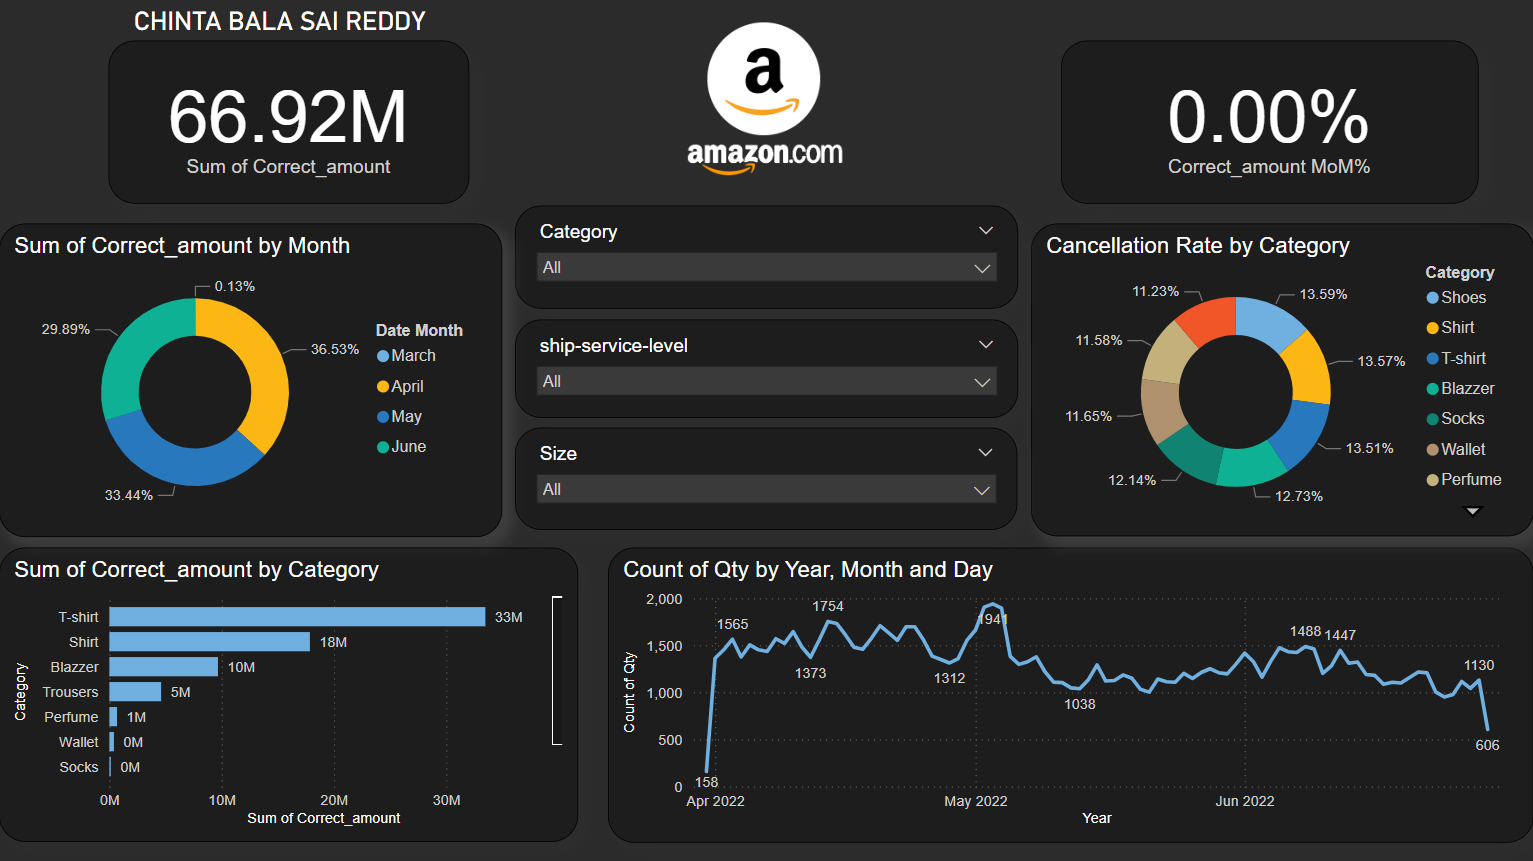 CHINTA BALA SAI REDDY
66.92M
Sum of Correct_amount
a
amazon.com
0.00%
Correct_amount MoM%
Sum of Correct_amount by Month
0.13%
29.89%
36.53%
33.44%
Date Month
March
April
May
June
Category
All
ship-service-level
All
Size
All
Cancellation Rate by Category
11.23%
13.59%
11.58%
13.57%
11.65%
13.51%
12.14%
12.73%
Category
Shoes
Shirt
T-shirt
Blazzer
Socks
Wallet
Perfume
Sum of Correct_amount by Category
Category
T-shirt 33M
Shirt 18M
Blazzer 10M
Trousers 5M
Perfume 1M
Wallet 0M
Socks 0M
0M 10M 20M 30M
Sum of Correct_amount
Count of Qty by Year, Month and Day
Count of Qty
2,000
1,500
1,000
500
0
158
1565
1373
1754
1312
1941
1038
1488
1447
1130
606
Apr 2022 May 2022 Jun 2022
Year